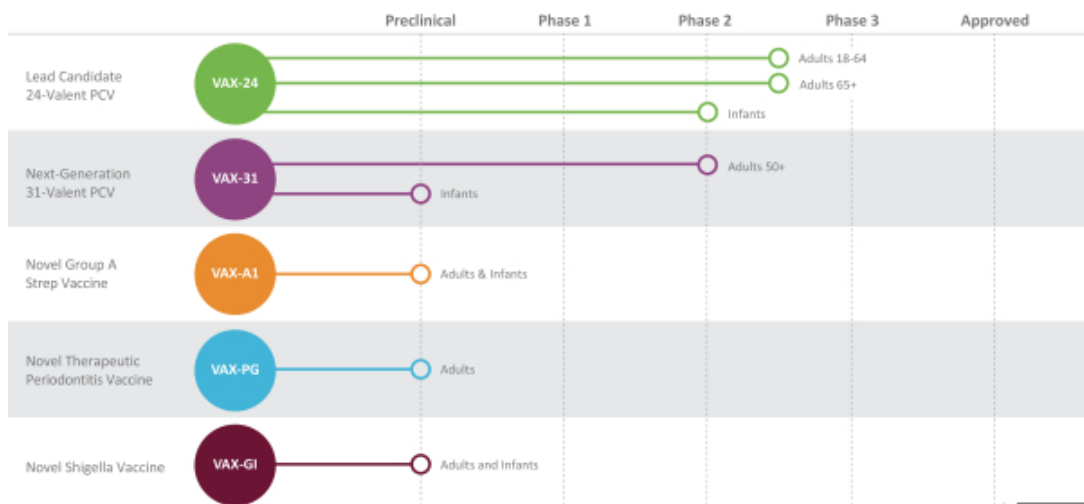 Preclinical Phase 1 Phase 2 Phase 3 Approved
Lead Candidate
24-Valent PCV
VAX-24
Adults 18-64
Adults 65+
Infants
Next-Generation
31-Valent PCV
VAX-31
Adults 50+
Infants
Novel Group A
Strep Vaccine
VAX-A1
Adults & Infants
Novel Therapeutic
Periodontitis Vaccine
VAX-PG
Adults
Novel Shigella Vaccine
VAX-GI
Adults and Infants